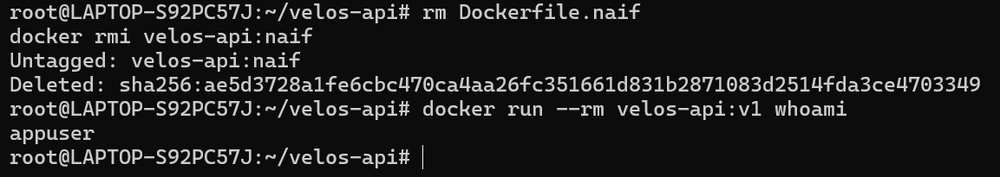 root@LAPTOP-S92PC57J:~/velos-api# rm Dockerfile.naif
docker rmi velos-api:naif
Untagged: velos-api:naif
Deleted: sha256:ae5d3728a1fe6cbc470ca4aa26fc351661d831b2871083d2514fda3ce4703349
root@LAPTOP-S92PC57J:~/velos-api# docker run --rm velos-api:v1 whoami
appuser
root@LAPTOP-S92PC57J:~/velos-api#